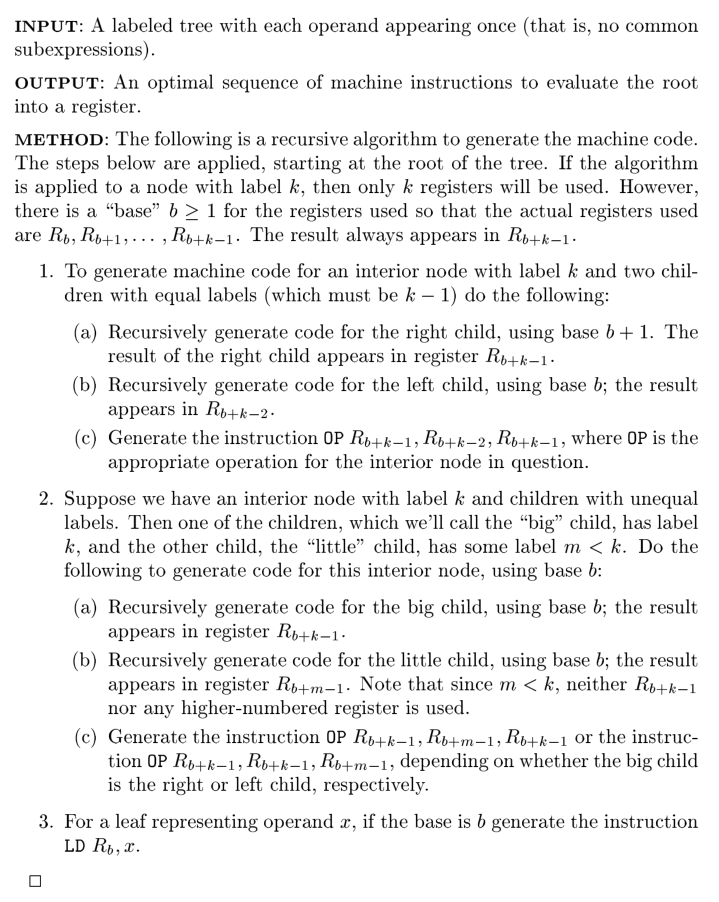 INPUT: A labeled tree with each operand appearing once (that is, no common
subexpressions).
OUTPUT: An optimal sequence of machine instructions to evaluate the root
into a register.
METHOD: The following is a recursive algorithm to generate the machine code.
The steps below are applied, starting at the root of the tree. If the algorithm
is applied to a node with label k, then only k registers will be used. However,
there is a “base” b ≥ 1 for the registers used so that the actual registers used
are R_b, R_{b+1}, . . . , R_{b+k−1}. The result always appears in R_{b+k−1}.
1. To generate machine code for an interior node with label k and two chil-
dren with equal labels (which must be k − 1) do the following:
(a) Recursively generate code for the right child, using base b + 1. The
result of the right child appears in register R_{b+k−1}.
(b) Recursively generate code for the left child, using base b; the result
appears in R_{b+k−2}.
(c) Generate the instruction OP R_{b+k−1}, R_{b+k−2}, R_{b+k−1}, where OP is the
appropriate operation for the interior node in question.
2. Suppose we have an interior node with label k and children with unequal
labels. Then one of the children, which we’ll call the “big” child, has label
k, and the other child, the “little” child, has some label m < k. Do the
following to generate code for this interior node, using base b:
(a) Recursively generate code for the big child, using base b; the result
appears in register R_{b+k−1}.
(b) Recursively generate code for the little child, using base b; the result
appears in register R_{b+m−1}. Note that since m < k, neither R_{b+k−1}
nor any higher-numbered register is used.
(c) Generate the instruction OP R_{b+k−1}, R_{b+m−1}, R_{b+k−1} or the instruc-
tion OP R_{b+k−1}, R_{b+k−1}, R_{b+m−1}, depending on whether the big child
is the right or left child, respectively.
3. For a leaf representing operand x, if the base is b generate the instruction
LD R_b, x.
□